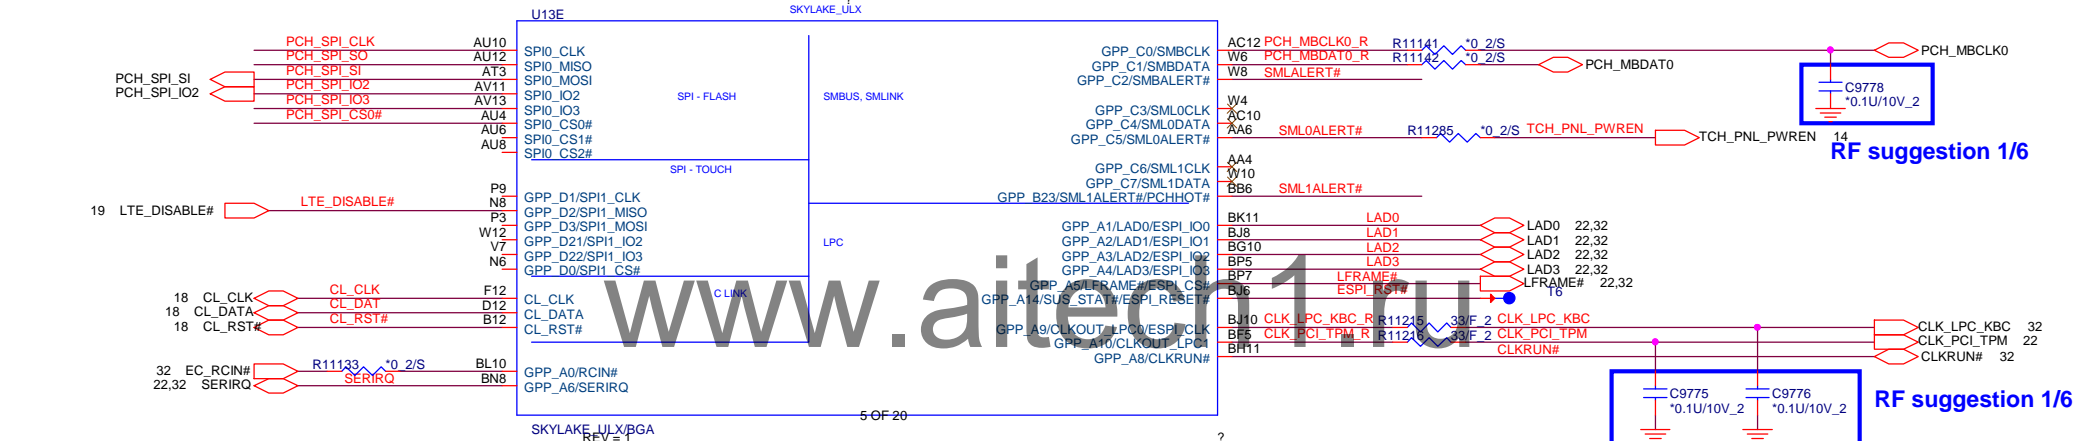 U13E
SKYLAKE_ULX
?
PCH_SPI_CLK AU10 SPI0_CLK
PCH_SPI_SO AU12 SPI0_MISO
PCH_SPI_SI PCH_SPI_SI AT3 SPI0_MOSI
PCH_SPI_IO2 PCH_SPI_IO2 AV11 SPI0_IO2
PCH_SPI_IO3 AV13 SPI0_IO3
PCH_SPI_CS0# AU4 SPI0_CS0#
AU6 SPI0_CS1#
AU8 SPI0_CS2#
SPI - FLASH
SMBUS, SMLINK
SPI - TOUCH
P9 GPP_D1/SPI1_CLK
19 LTE_DISABLE# LTE_DISABLE# N8 GPP_D2/SPI1_MISO
P3 GPP_D3/SPI1_MOSI
W12 GPP_D21/SPI1_IO2
V7 GPP_D22/SPI1_IO3
N6 GPP_D0/SPI1_CS#
LPC
C LINK
18 CL_CLK CL_CLK F12 CL_CLK
18 CL_DATA CL_DAT D12 CL_DATA
18 CL_RST# CL_RST# B12 CL_RST#
32 EC_RCIN# R11133 *0_2/S BL10 GPP_A0/RCIN#
22,32 SERIRQ SERIRQ BN8 GPP_A6/SERIRQ
GPP_C0/SMBCLK AC12 PCH_MBCLK0_R R11141 *0_2/S PCH_MBCLK0
GPP_C1/SMBDATA W6 PCH_MBDAT0_R R11142 *0_2/S PCH_MBDAT0
GPP_C2/SMBALERT# W8 SMLALERT#
C9778
*0.1U/10V_2
GPP_C3/SML0CLK W4
GPP_C4/SML0DATA AC10
GPP_C5/SML0ALERT# AA6 SML0ALERT# R11285 *0_2/S TCH_PNL_PWREN TCH_PNL_PWREN 14
RF suggestion 1/6
GPP_C6/SML1CLK AA4
GPP_C7/SML1DATA W10
GPP_B23/SML1ALERT#/PCHHOT# BB6 SML1ALERT#
GPP_A1/LAD0/ESPI_IO0 BK11 LAD0 LAD0 22,32
GPP_A2/LAD1/ESPI_IO1 BJ8 LAD1 LAD1 22,32
GPP_A3/LAD2/ESPI_IO2 BG10 LAD2 LAD2 22,32
GPP_A4/LAD3/ESPI_IO3 BP5 LAD3 LAD3 22,32
GPP_A5/LFRAME#/ESPI_CS# BP7 LFRAME# LFRAME# 22,32
GPP_A14/SUS_STAT#/ESPI_RESET# BJ6 ESPI_RST# T6
GPP_A9/CLKOUT_LPC0/ESPI_CLK BJ10 CLK_LPC_KBC_R R11215 33/F_2 CLK_LPC_KBC CLK_LPC_KBC 32
GPP_A10/CLKOUT_LPC1 BF5 CLK_PCI_TPM_R R11216 33/F_2 CLK_PCI_TPM CLK_PCI_TPM 22
GPP_A8/CLKRUN# BH11 CLKRUN# CLKRUN# 32
C9775
*0.1U/10V_2
C9776
*0.1U/10V_2
RF suggestion 1/6
www.aitech1.ru
5 OF 20
SKYLAKE_ULX/BGA
REV = 1
?